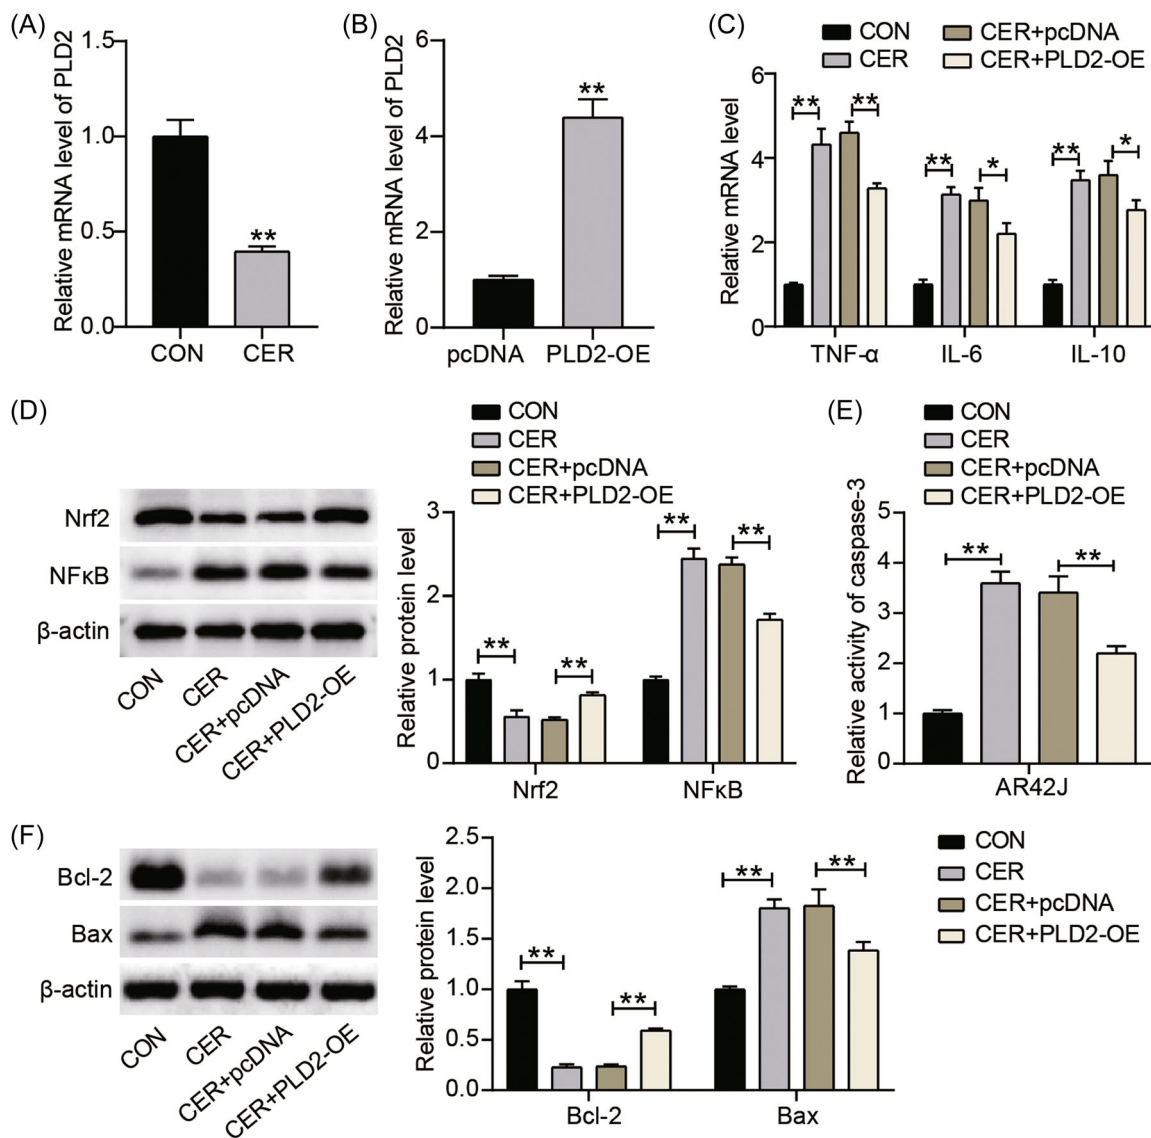 (A)
Relative mRNA level of PLD2
1.5
1.0
0.5
0.0
**
CON CER
(B)
Relative mRNA level of PLD2
6
4
2
0
**
pcDNA PLD2-OE
(C)
CON
CER
CER+pcDNA
CER+PLD2-OE
Relative mRNA level
6
4
2
0
** **
** *
** *
TNF-α IL-6 IL-10
(D)
Nrf2
NFκB
β-actin
CON
CER
CER+pcDNA
CER+PLD2-OE
CON
CER
CER+pcDNA
CER+PLD2-OE
Relative protein level
3
2
1
0
** **
** **
Nrf2 NFκB
(E)
CON
CER
CER+pcDNA
CER+PLD2-OE
Relative activity of caspase-3
5
4
3
2
1
0
** **
AR42J
(F)
Bcl-2
Bax
β-actin
CON
CER
CER+pcDNA
CER+PLD2-OE
Relative protein level
2.5
2.0
1.5
1.0
0.5
0.0
** **
** **
Bcl-2 Bax
CON
CER
CER+pcDNA
CER+PLD2-OE